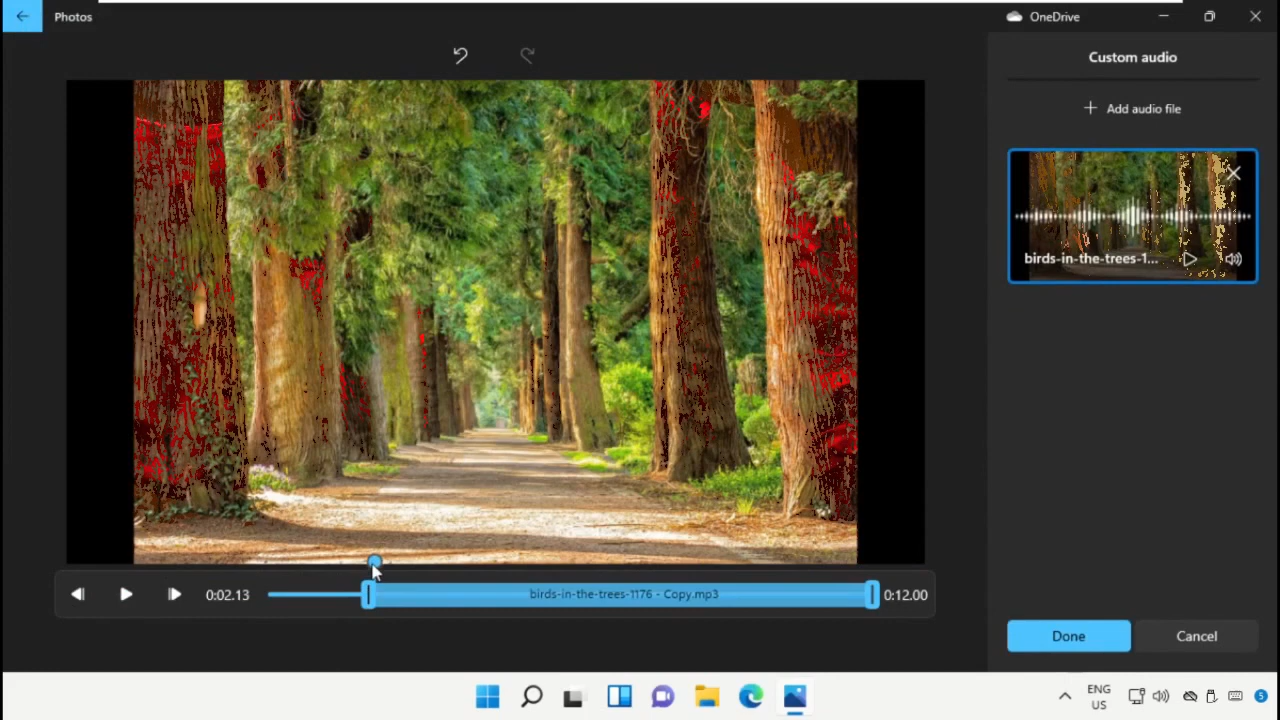 Photos
OneDrive
Custom audio
Add audio file
birds-in-the-trees-1...
0:02.13
birds-in-the-trees-1176 - Copy.mp3
0:12.00
Done
Cancel
ENG
US
5